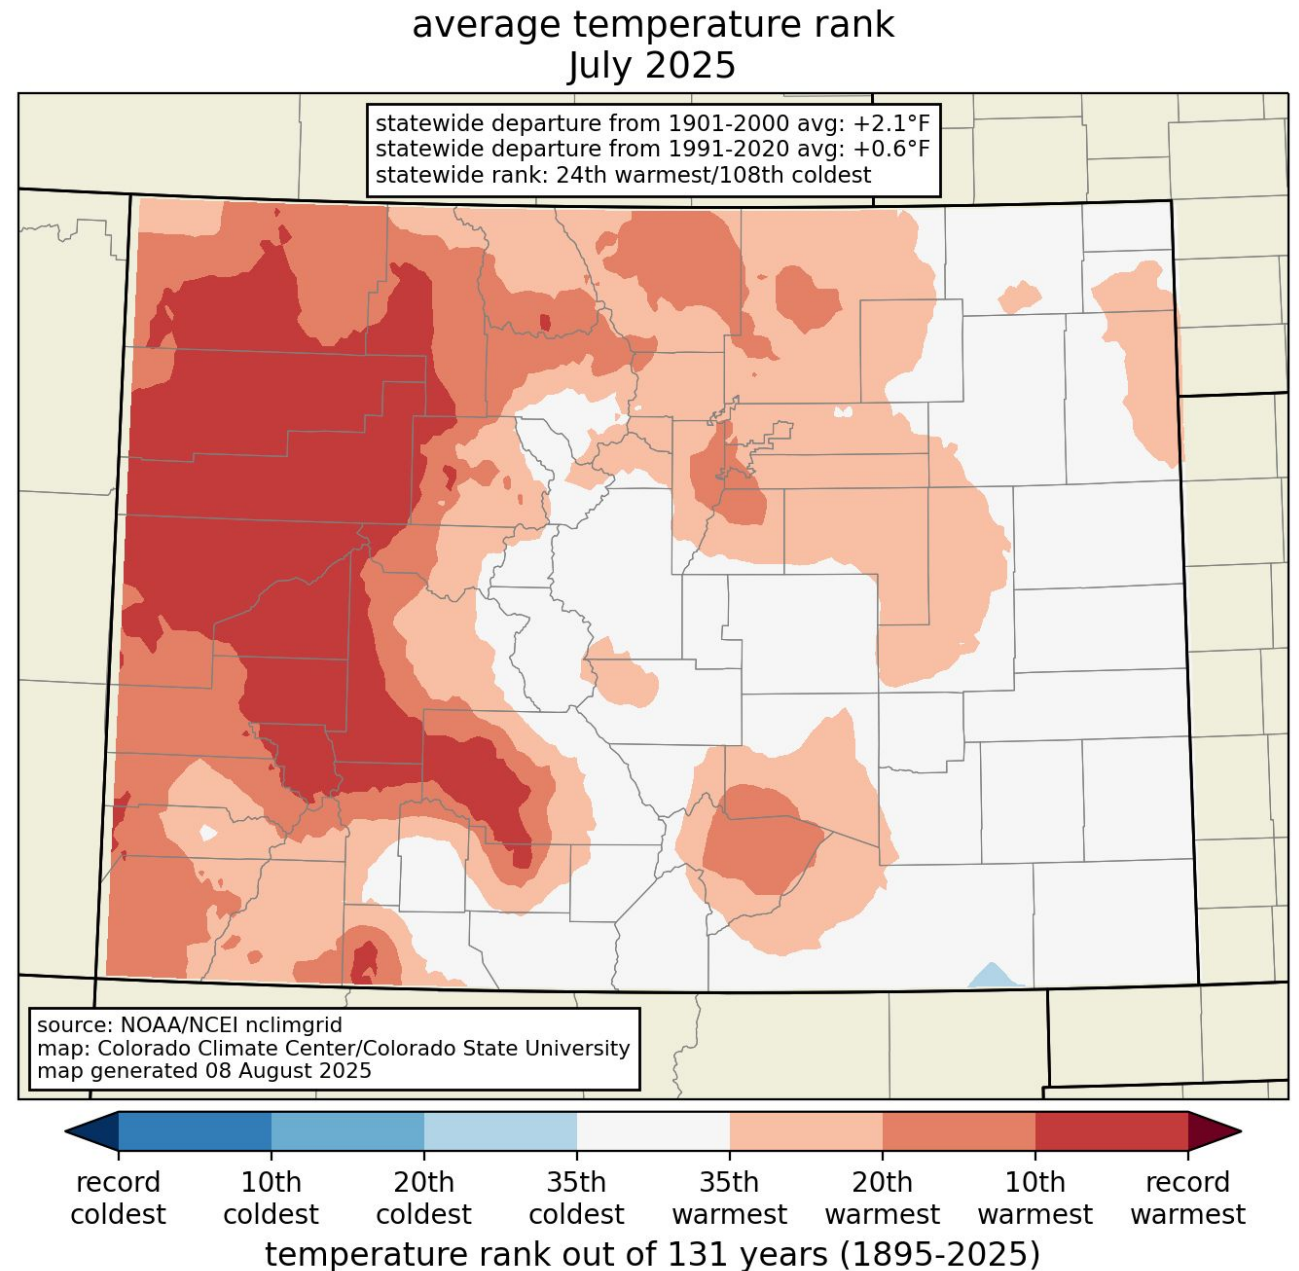 average temperature rank
July 2025
statewide departure from 1901-2000 avg: +2.1°F
statewide departure from 1991-2020 avg: +0.6°F
statewide rank: 24th warmest/108th coldest
source: NOAA/NCEI nclimgrid
map: Colorado Climate Center/Colorado State University
map generated 08 August 2025
record coldest
10th coldest
20th coldest
35th coldest
35th warmest
20th warmest
10th warmest
record warmest
temperature rank out of 131 years (1895-2025)